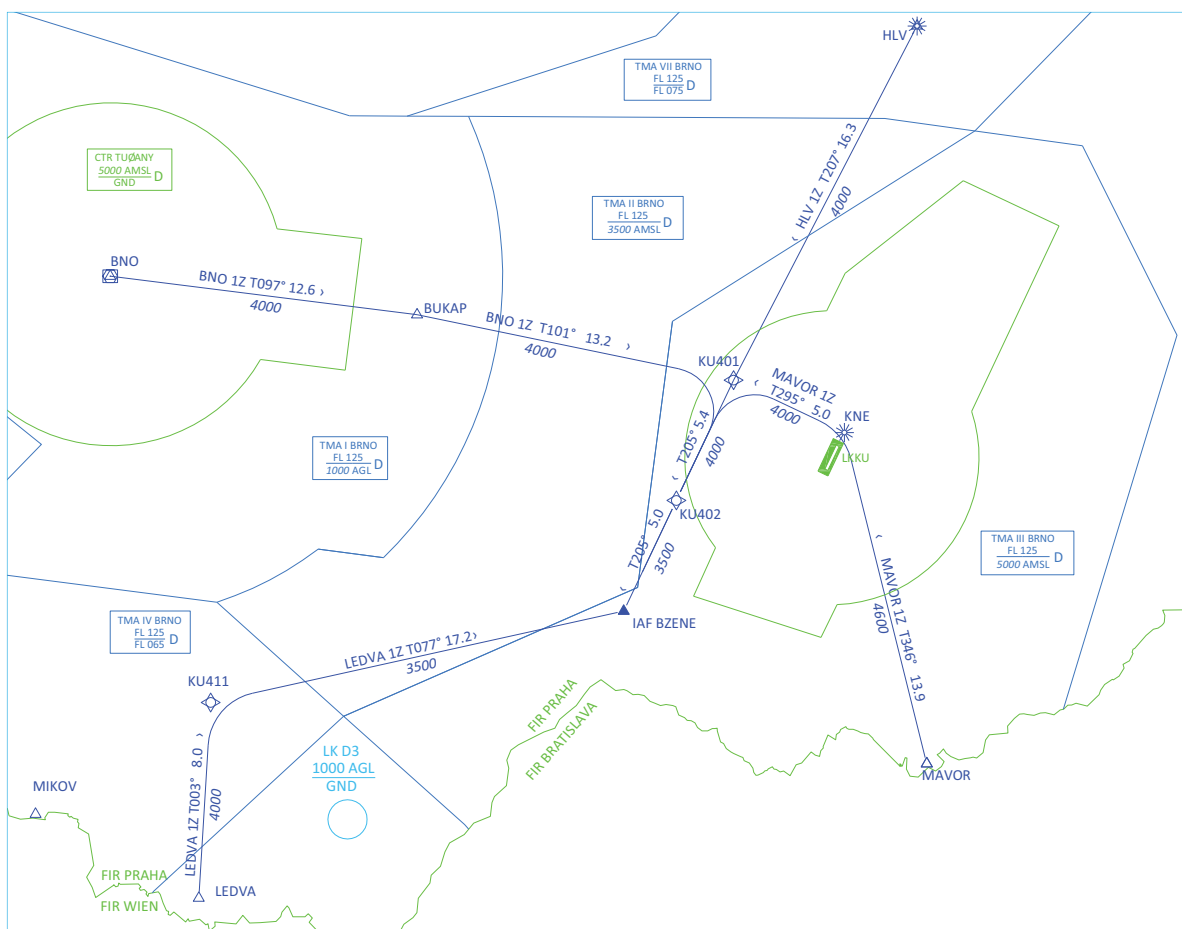 HLV
TMA VII BRNO
FL 125
FL 075
D
CTR TUØANY
5000 AMSL
GND
D
HLV 1Z T207° 16.3
4000
TMA II BRNO
FL 125
3500 AMSL
D
BNO
BNO 1Z T097° 12.6
4000
BUKAP
BNO 1Z T101° 13.2
4000
KU401
MAVOR 1Z
T295° 5.0
4000
KNE
LKKU
T205° 5.4
4000
TMA I BRNO
FL 125
1000 AGL
D
KU402
T205° 5.0
3500
TMA III BRNO
FL 125
5000 AMSL
D
MAVOR 1Z T346° 13.9
4600
IAF BZENE
TMA IV BRNO
FL 125
FL 065
D
LEDVA 1Z T077° 17.2
3500
KU411
FIR PRAHA
FIR BRATISLAVA
LK D3
1000 AGL
GND
MAVOR
MIKOV
LEDVA 1Z T003° 8.0
4000
FIR PRAHA
FIR WIEN
LEDVA